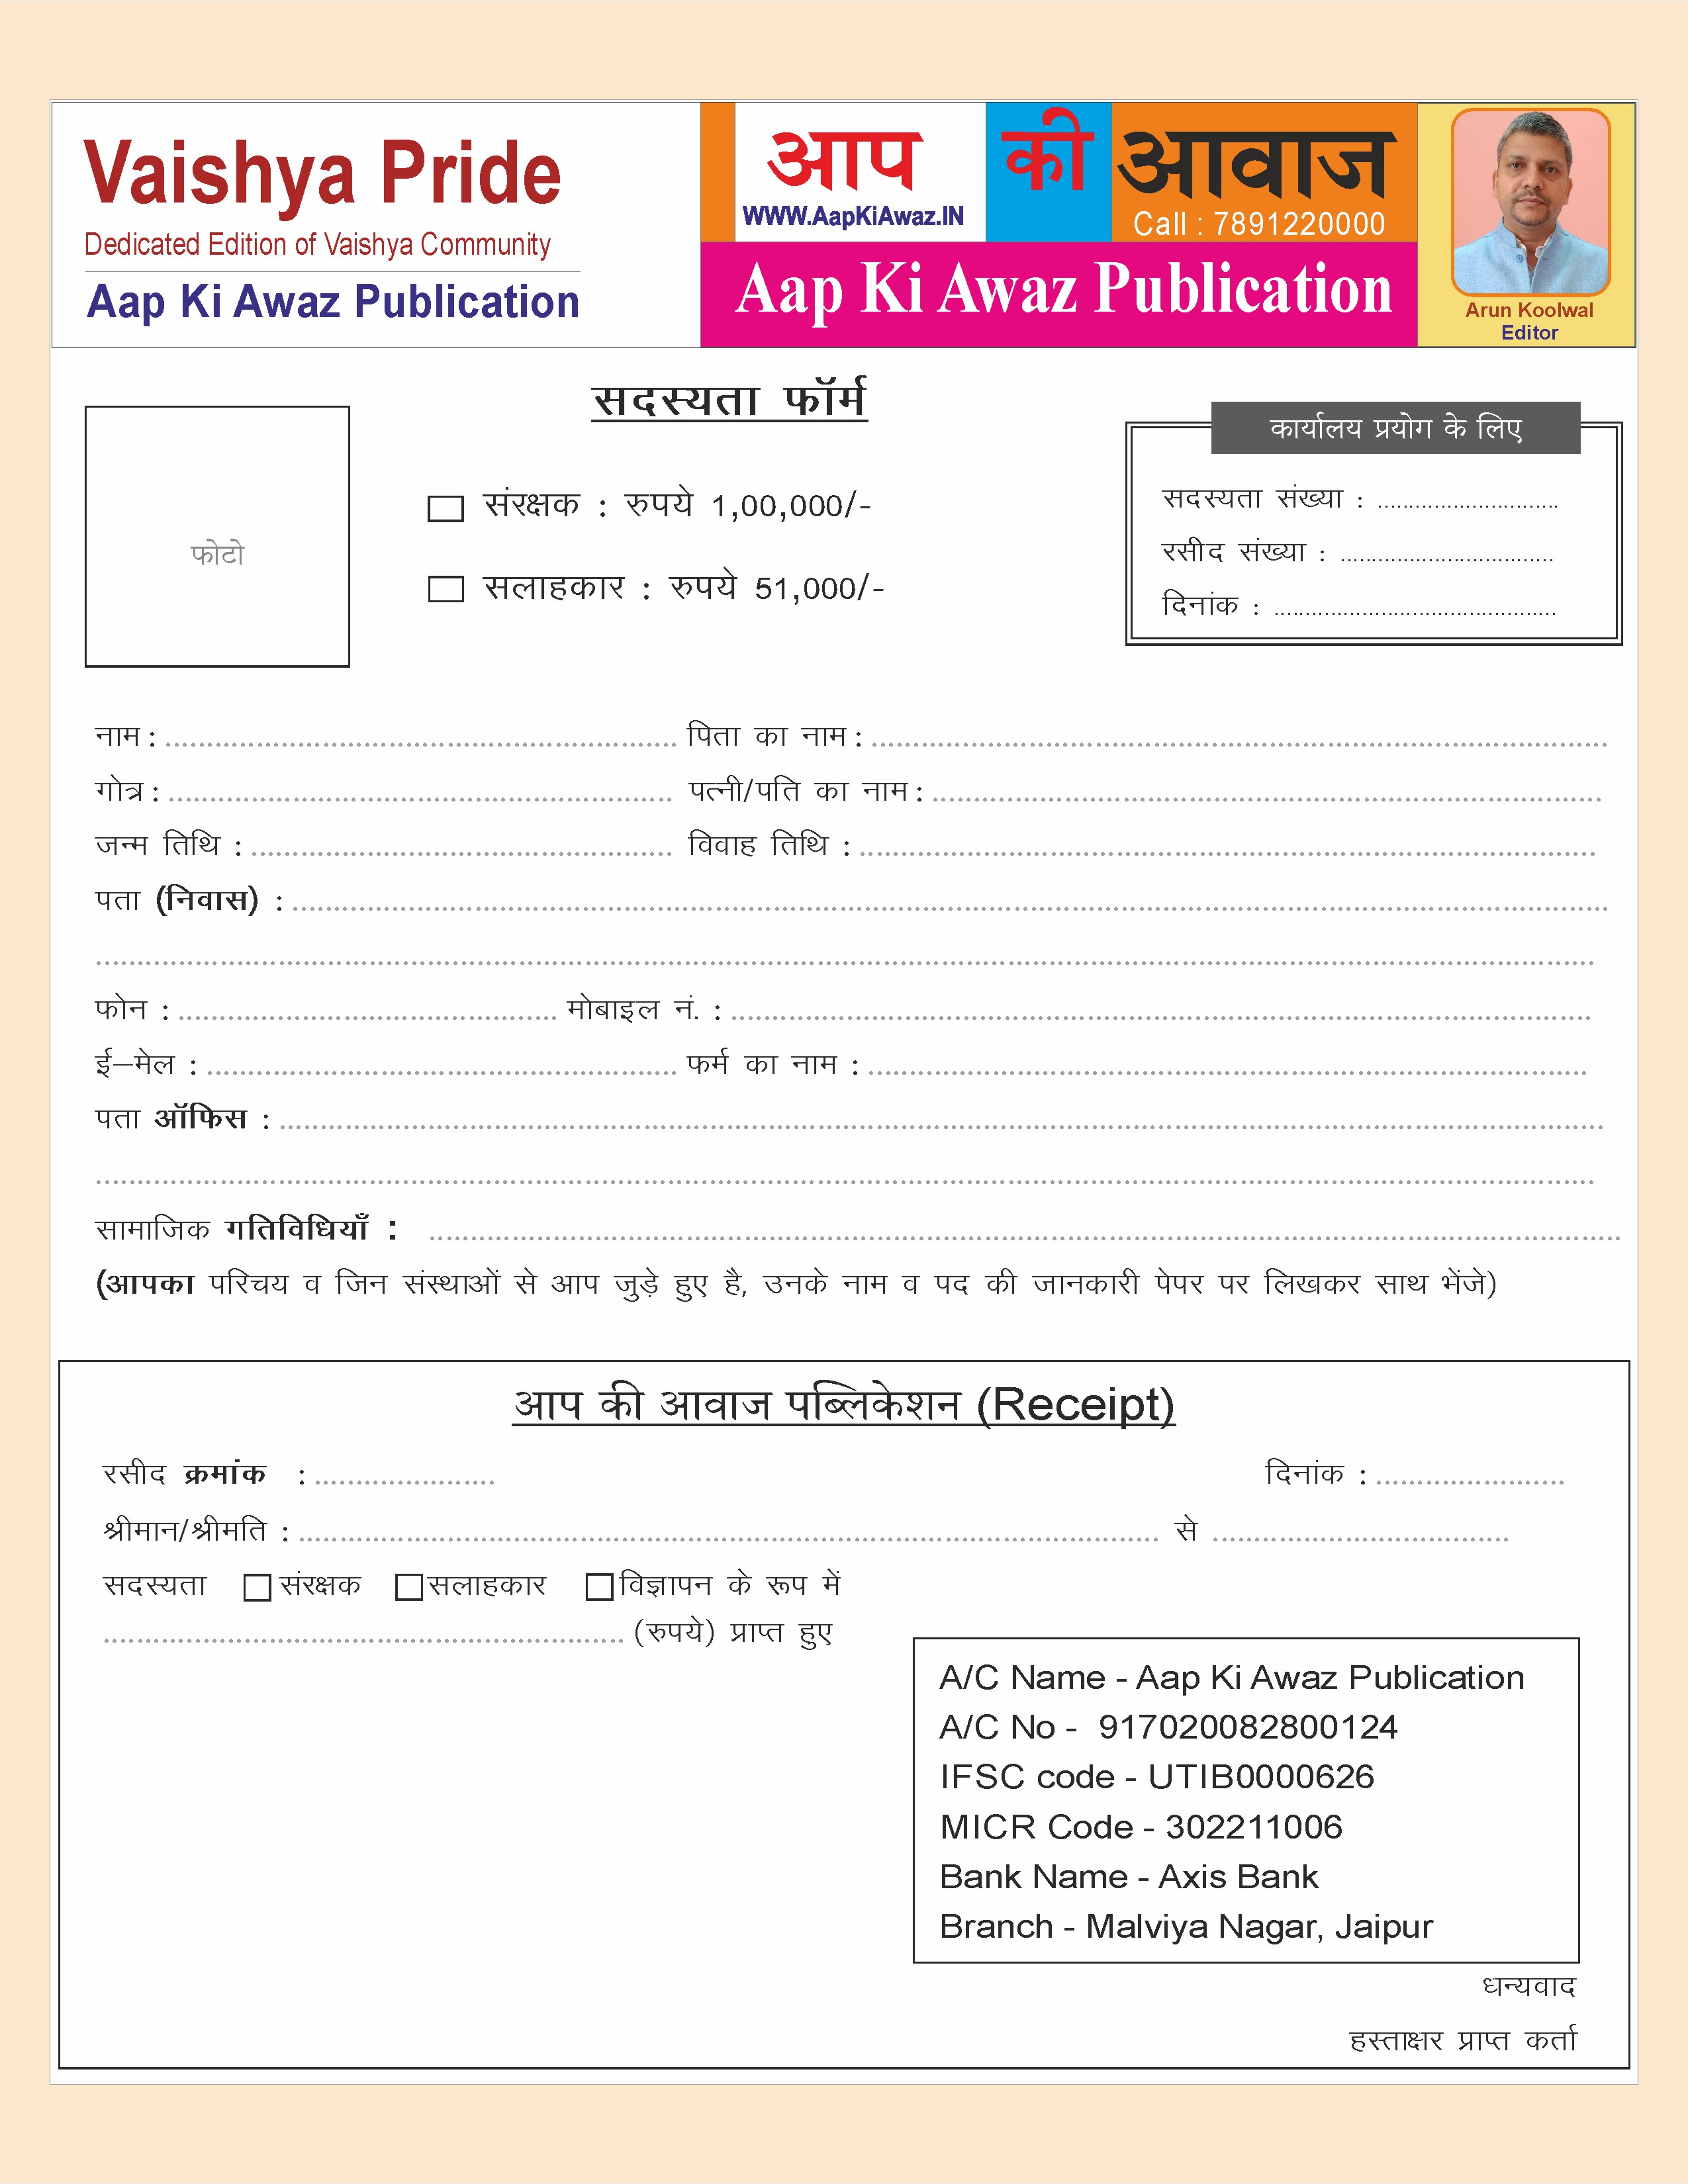 Vaishya Pride
Dedicated Edition of Vaishya Community
Aap Ki Awaz Publication
आप की आवाज
WWW.AapKiAwaz.IN
Call : 7891220000
Aap Ki Awaz Publication
Arun Koolwal
Editor
सदस्यता फॉर्म
फोटो
संरक्षक : रुपये 1,00,000/-
सलाहकार : रुपये 51,000/-
कार्यालय प्रयोग के लिए
सदस्यता संख्या : .............................
रसीद संख्या : ..................................
दिनांक : .............................................
नाम : .............................................................. पिता का नाम : .........................................................................................
गोत्र : ............................................................. पत्नी/पति का नाम : .................................................................................
जन्म तिथि : ................................................... विवाह तिथि : .........................................................................................
पता (निवास) : ...............................................................................................................................................................
.....................................................................................................................................................................................
फोन : .............................................. मोबाइल नं. : ........................................................................................................
ई–मेल : ......................................................... फर्म का नाम : .......................................................................................
पता ऑफिस : ................................................................................................................................................................
.....................................................................................................................................................................................
सामाजिक गतिविधियाँ : ................................................................................................................................................
(आपका परिचय व जिन संस्थाओं से आप जुड़े हुए है, उनके नाम व पद की जानकारी पेपर पर लिखकर साथ भेंजे)
आप की आवाज पब्लिकेशन (Receipt)
रसीद क्रमांक : ...................... दिनांक : .......................
श्रीमान/श्रीमति : ........................................................................................................ से ....................................
सदस्यता संरक्षक सलाहकार विज्ञापन के रूप में
............................................................... (रुपये) प्राप्त हुए
A/C Name - Aap Ki Awaz Publication
A/C No - 917020082800124
IFSC code - UTIB0000626
MICR Code - 302211006
Bank Name - Axis Bank
Branch - Malviya Nagar, Jaipur
धन्यवाद
हस्ताक्षर प्राप्त कर्ता